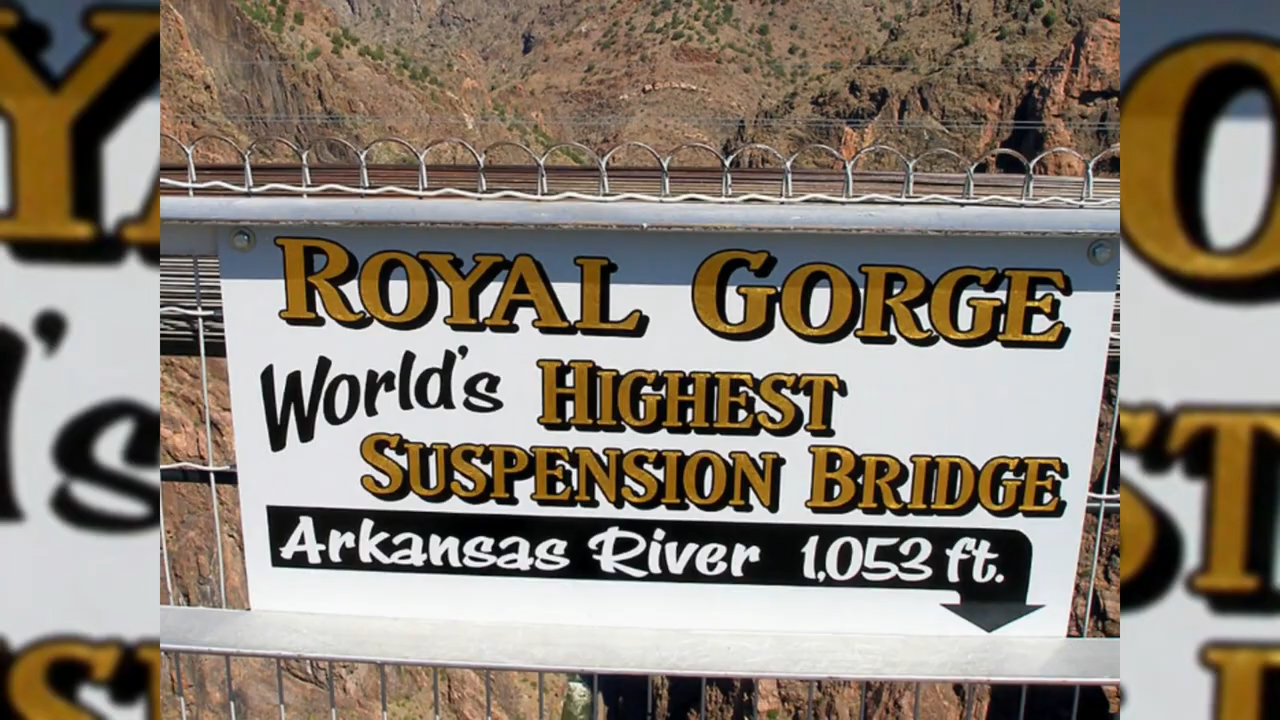 ROYAL GORGE
World's HIGHEST
SUSPENSION BRIDGE
Arkansas River 1,053 ft.